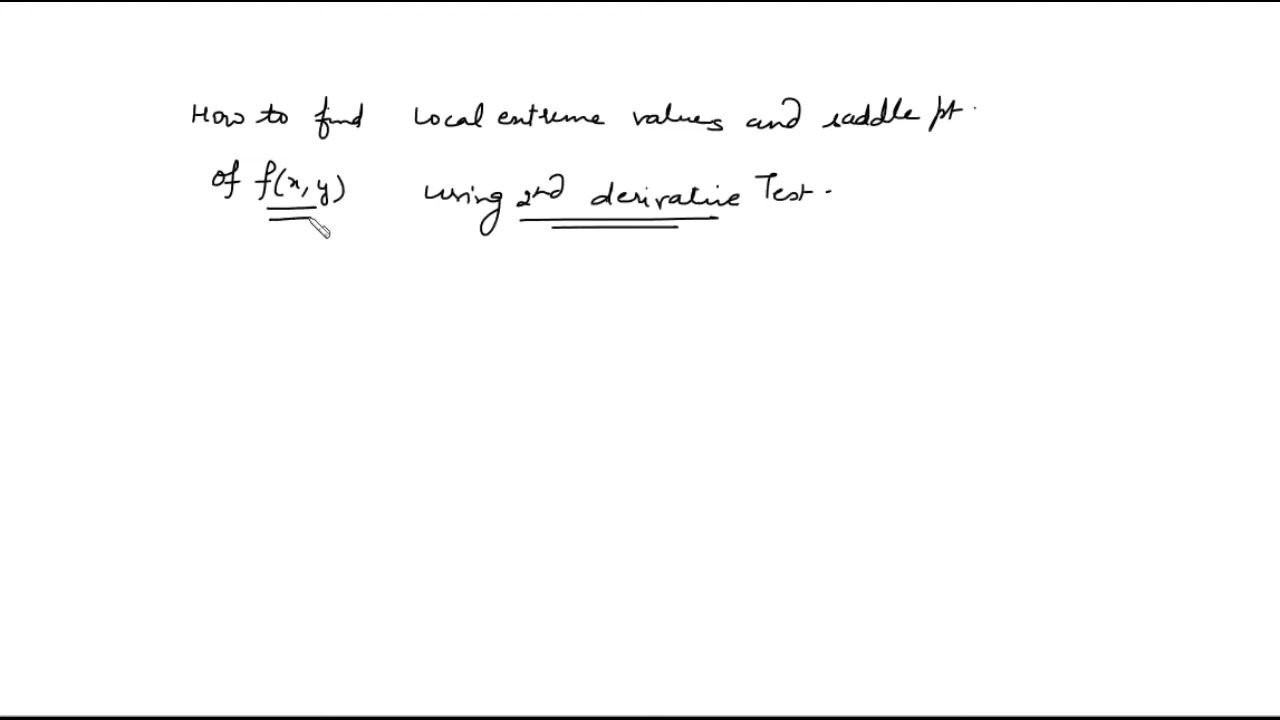 How to find local extreme values and saddle pt.
of f(x,y) using 2nd derivative Test.